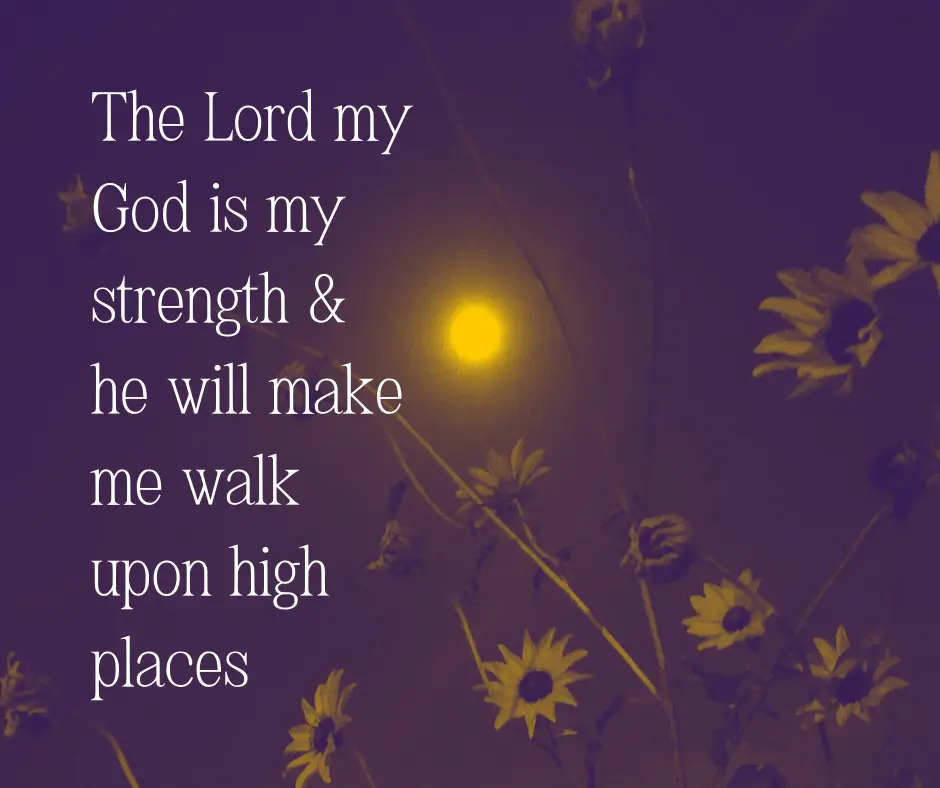 The Lord my
God is my
strength &
he will make
me walk
upon high
places